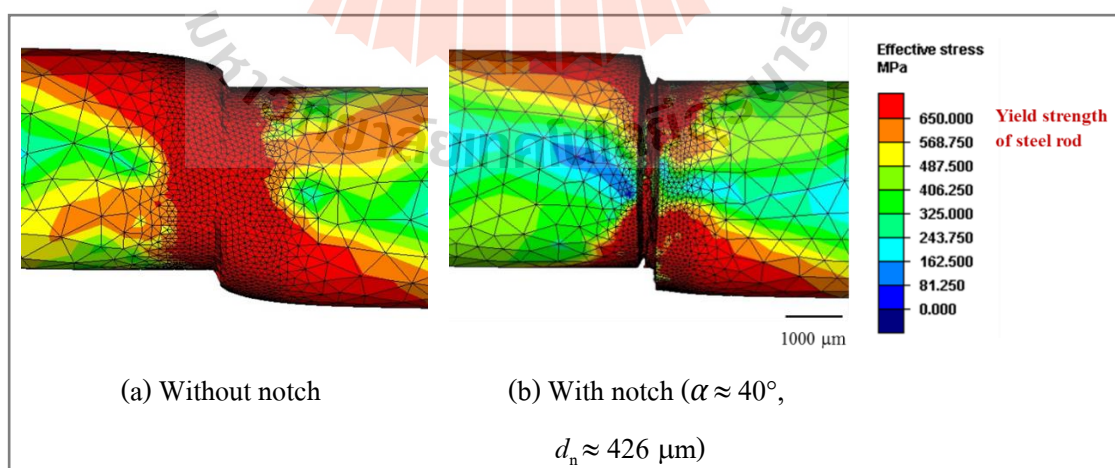 Effective stress
MPa
650.000
568.750
487.500
406.250
325.000
243.750
162.500
81.250
0.000
Yield strength
of steel rod
1000 μm
(a) Without notch
(b) With notch (α ≈ 40°,
dₙ ≈ 426 μm)